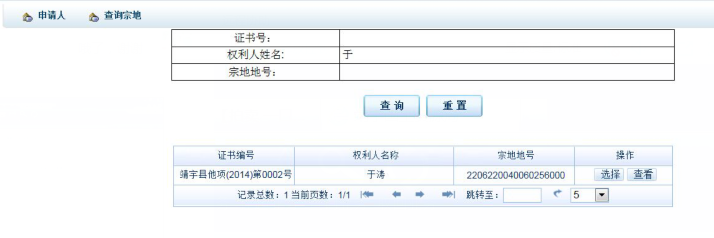 申请人 查询宗地
证书号：
权利人姓名: 于
宗地地号：
查 询 重 置
证书编号 权利人名称 宗地地号 操作
靖宇县他项(2014)第0002号 于涛 2206220040060256000 选择 查看
记录总数：1 当前页数：1/1 跳转至： 5